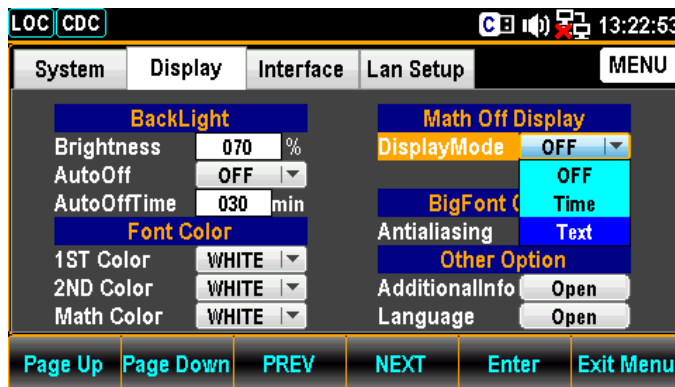 LOC CDC C 13:22:53
System Display Interface Lan Setup MENU
BackLight
Brightness 070 %
AutoOff OFF
AutoOffTime 030 min
Font Color
1ST Color WHITE
2ND Color WHITE
Math Color WHITE
Math Off Display
DisplayMode OFF
OFF
Time
Text
BigFont
Antialiasing
Other Option
AdditionalInfo Open
Language Open
Page Up Page Down PREV NEXT Enter Exit Menu